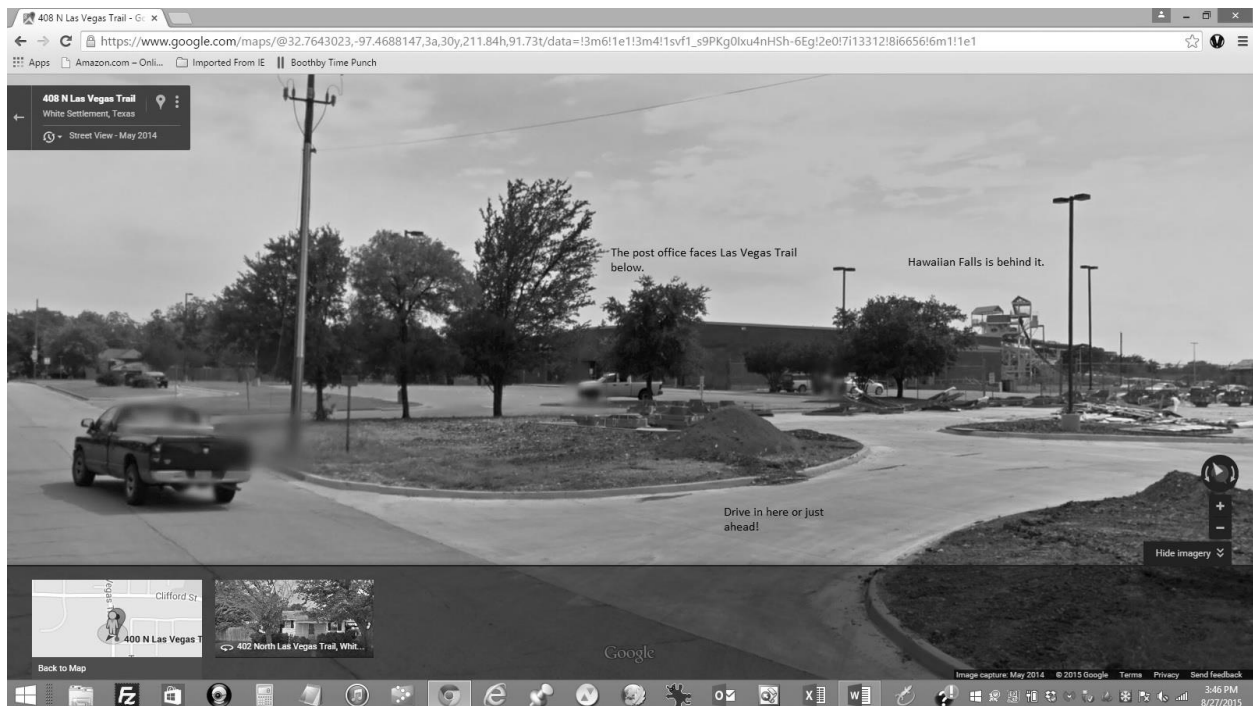 408 N Las Vegas Trail - Go
https://www.google.com/maps/@32.7643023,-97.4688147,3a,30y,211.84h,91.73t/data=!3m6!1e1!3m4!1svf1_s9PKg0Ixu4nHSh-6Eg!2e0!7i13312!8i6656!6m1!1e1
Apps Amazon.com – Onli... Imported From IE Boothby Time Punch
408 N Las Vegas Trail
White Settlement, Texas
Street View - May 2014
The post office faces Las Vegas Trail
below.
Hawaiian Falls is behind it.
Drive in here or just
ahead!
Hide imagery
Clifford St
Vegas T
400 N Las Vegas T
402 North Las Vegas Trail, Whit...
Back to Map
Google
Image capture: May 2014 © 2015 Google Terms Privacy Send feedback
3:46 PM
8/27/2015